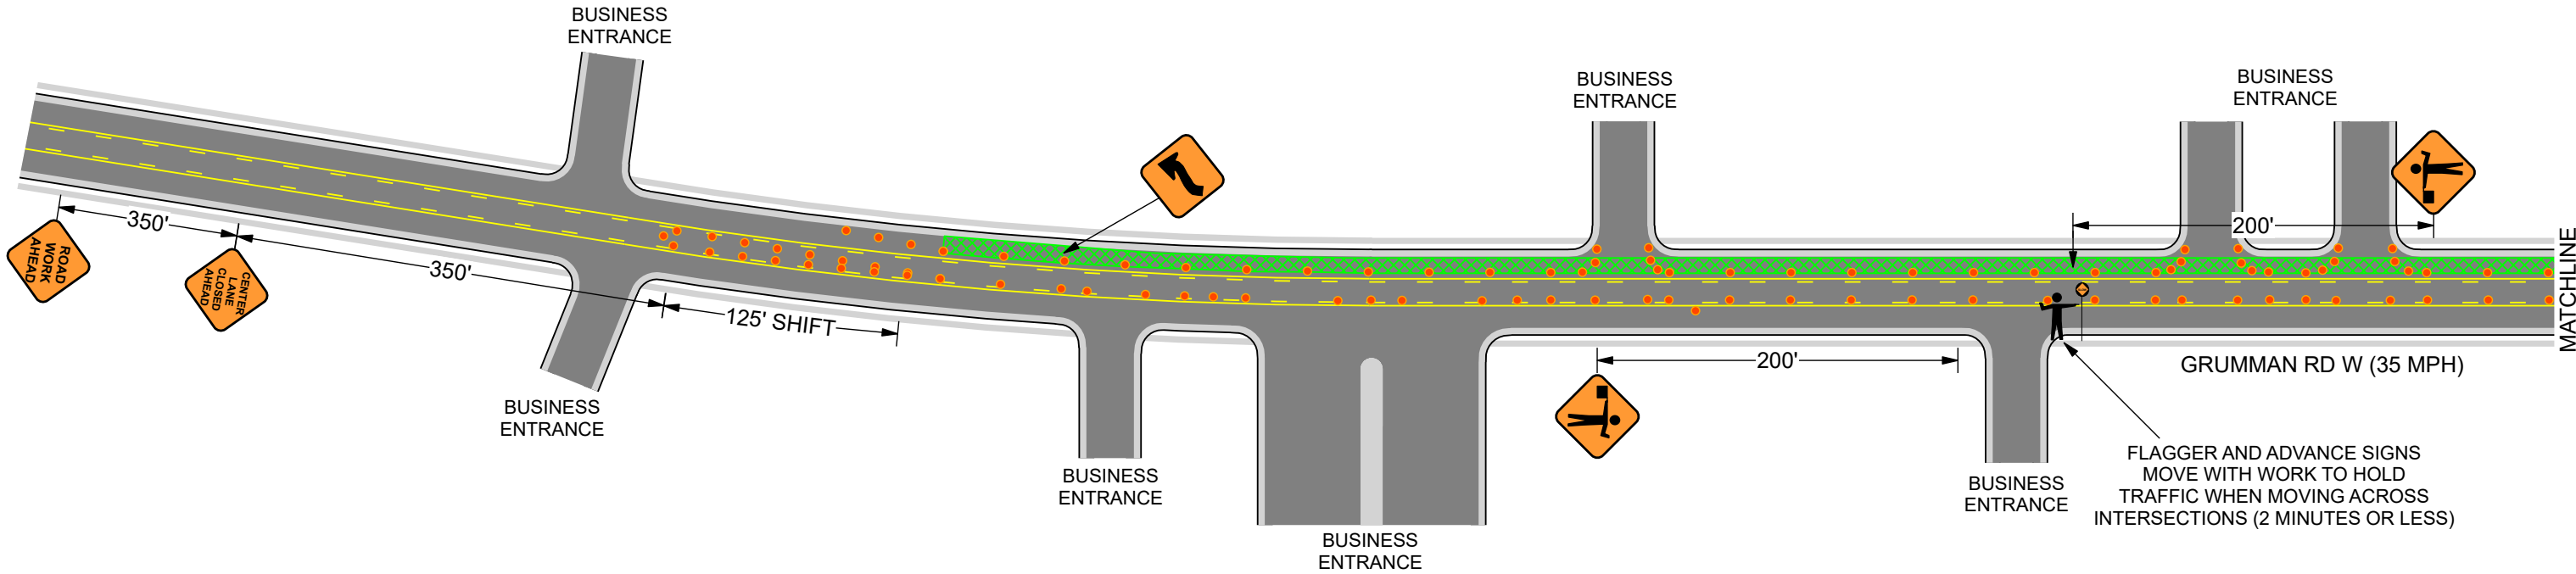 BUSINESS
ENTRANCE
350'
ROAD
WORK
AHEAD
350'
CENTER
LANE
CLOSED
AHEAD
125' SHIFT
BUSINESS
ENTRANCE
BUSINESS
ENTRANCE
BUSINESS
ENTRANCE
BUSINESS
ENTRANCE
200'
BUSINESS
ENTRANCE
200'
BUSINESS
ENTRANCE
GRUMMAN RD W (35 MPH)
FLAGGER AND ADVANCE SIGNS
MOVE WITH WORK TO HOLD
TRAFFIC WHEN MOVING ACROSS
INTERSECTIONS (2 MINUTES OR LESS)
MATCHLINE